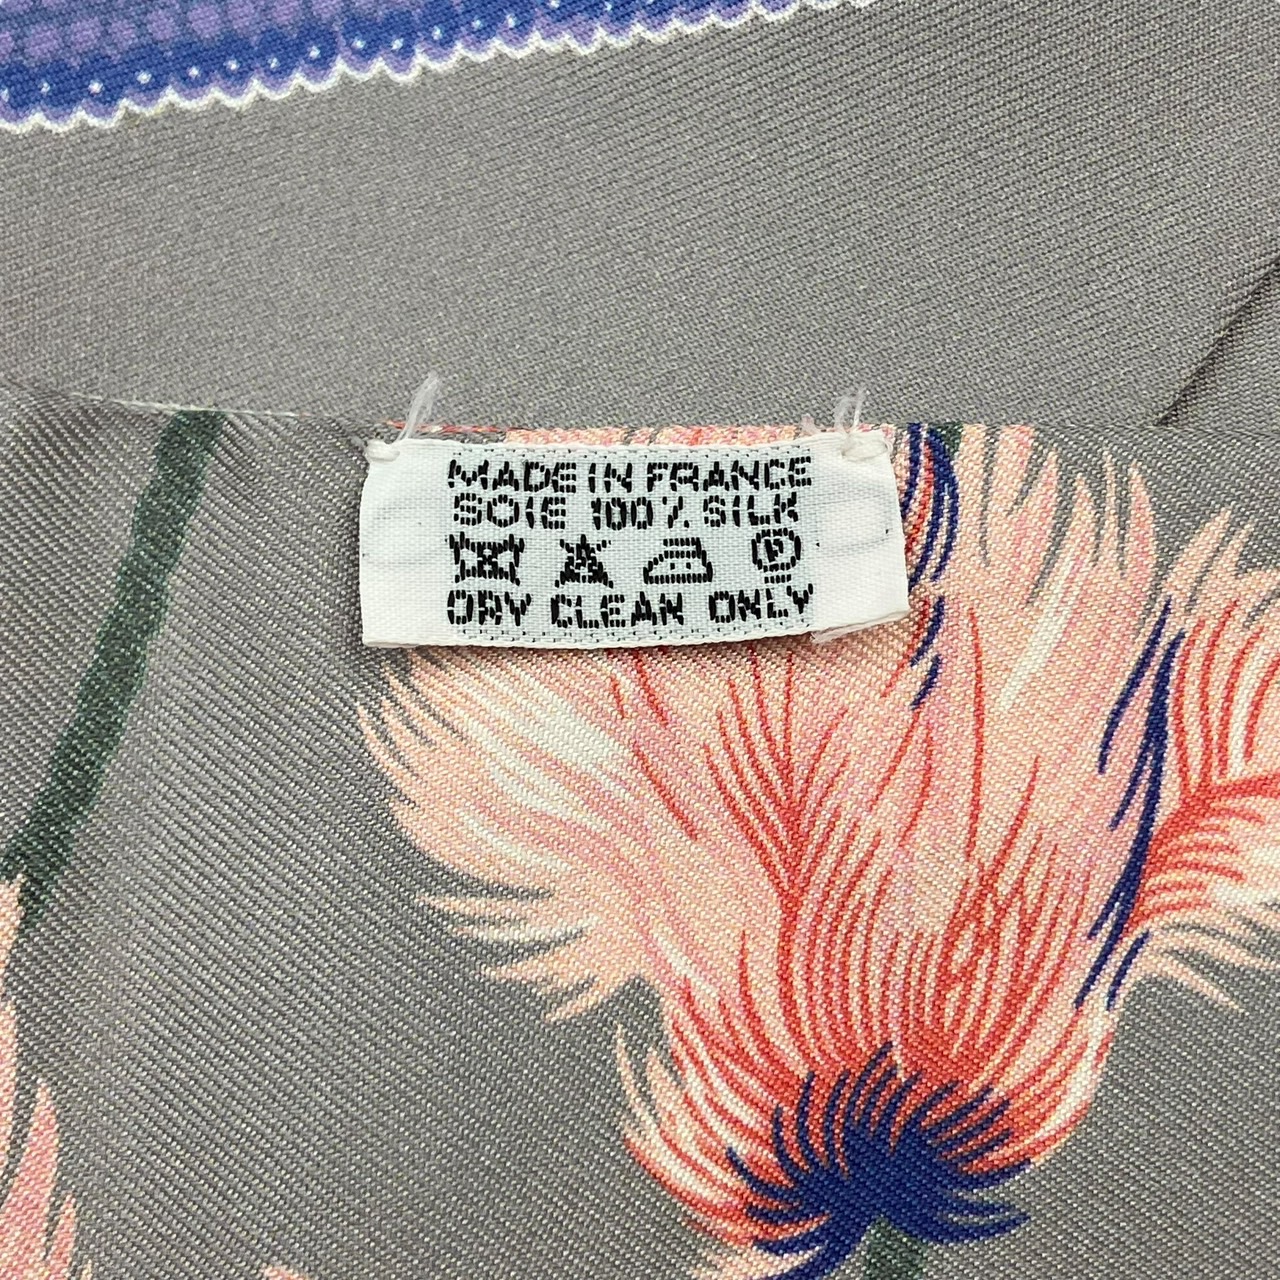 MADE IN FRANCE
SOIE 100% SILK
P
DRY CLEAN ONLY